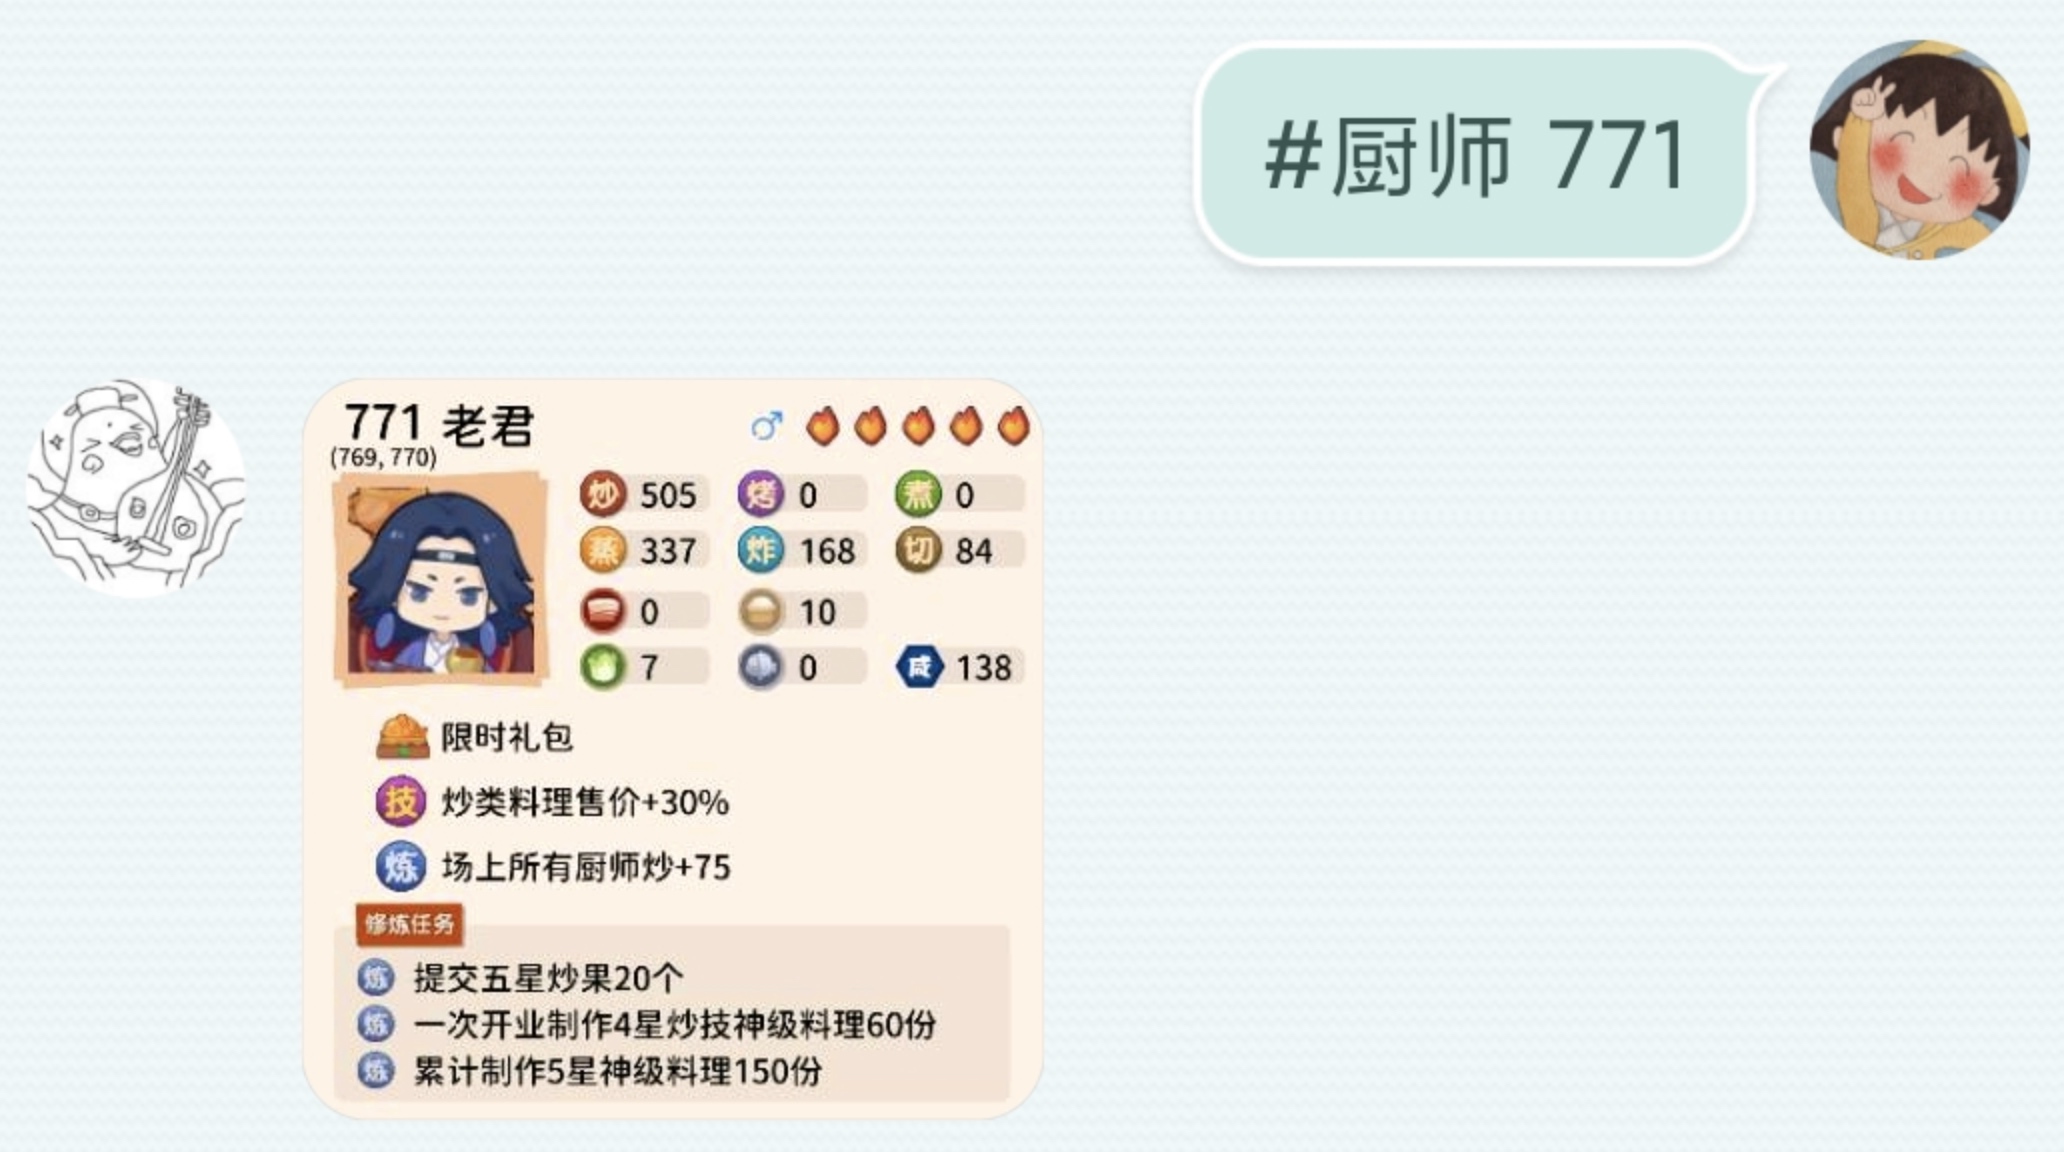 #厨师 771
771 老君
(769, 770)
炒 505 烤 0 煮 0
蒸 337 炸 168 切 84
0 10
7 0 咸 138
限时礼包
技 炒类料理售价+30%
炼 场上所有厨师炒+75
修炼任务
炼 提交五星炒果20个
炼 一次开业制作4星炒技神级料理60份
炼 累计制作5星神级料理150份